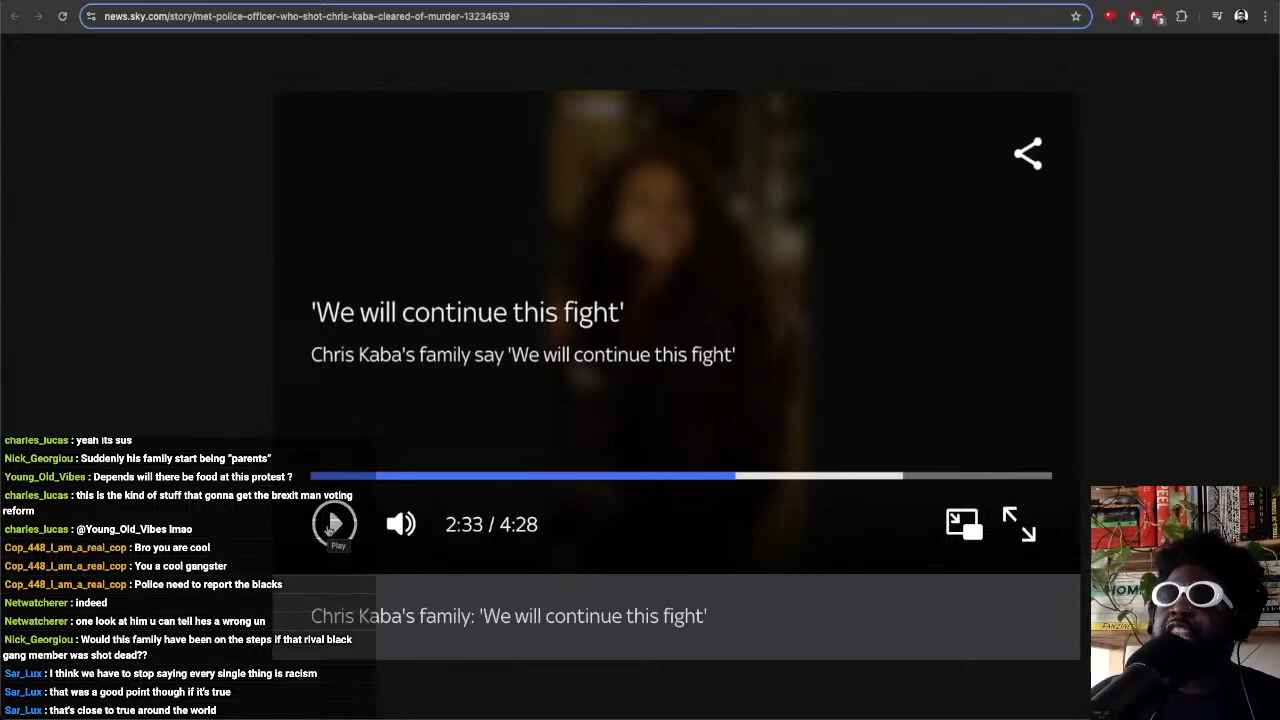 news.sky.com/story/met-police-officer-who-shot-chris-kaba-cleared-of-murder-13234639
'We will continue this fight'
Chris Kaba's family say 'We will continue this fight'
charles_lucas : yeah its sus
Nick_Georgiou : Suddenly his family start being “parents”
Young_Old_Vibes : Depends will there be food at this protest ?
charles_lucas : this is the kind of stuff that gonna get the brexit man voting
reform
charles_lucas : @Young_Old_Vibes lmao
Cop_448_I_am_a_real_cop : Bro you are cool
Cop_448_I_am_a_real_cop : You a cool gangster
Cop_448_I_am_a_real_cop : Police need to report the blacks
Netwatcherer : indeed
Netwatcherer : one look at him u can tell hes a wrong un
Nick_Georgiou : Would this family have been on the steps if that rival black
gang member was shot dead??
Sar_Lux : I think we have to stop saying every single thing is racism
Sar_Lux : that was a good point though if it's true
Sar_Lux : that's close to true around the world
Play
2:33 / 4:28
Chris Kaba's family: 'We will continue this fight'